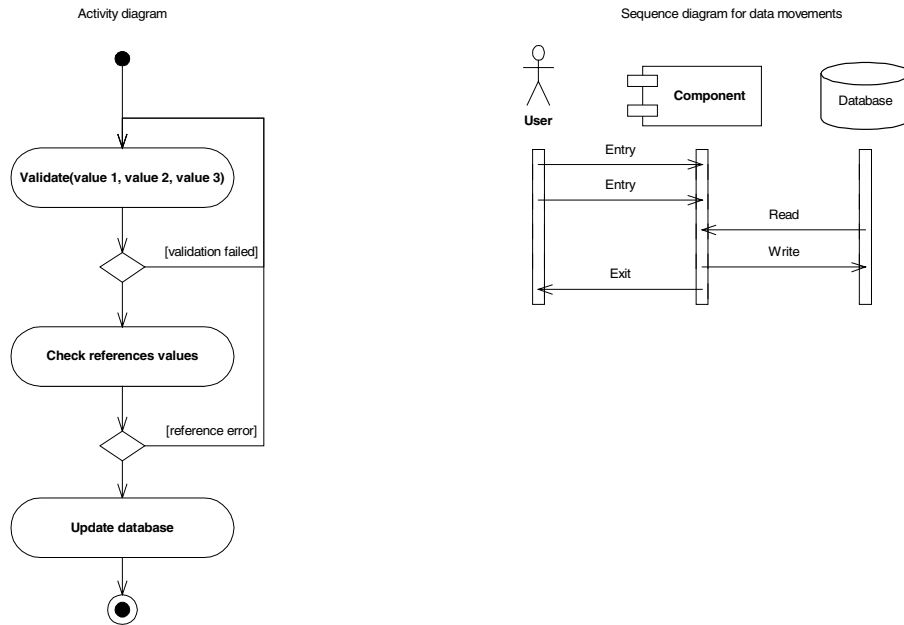 Activity diagram
Validate(value 1, value 2, value 3)
[validation failed]
Check references values
[reference error]
Update database
Sequence diagram for data movements
User
Component
Database
Entry
Entry
Read
Write
Exit